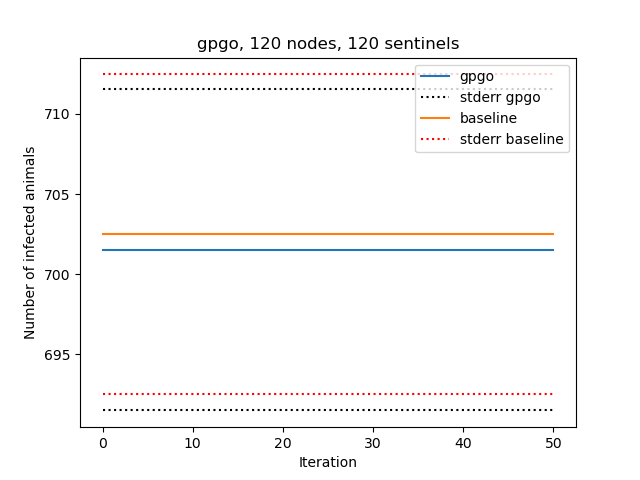 gpgo, 120 nodes, 120 sentinels
gpgo
stderr gpgo
baseline
stderr baseline
710
705
700
695
Number of infected animals
0 10 20 30 40 50
Iteration